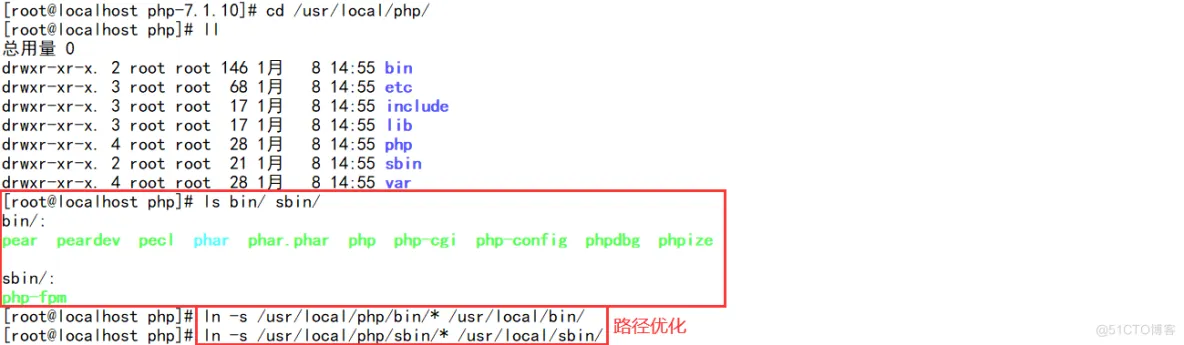 [root@localhost php-7.1.10]# cd /usr/local/php/
[root@localhost php]# ll
总用量 0
drwxr-xr-x. 2 root root 146 1月   8 14:55 bin
drwxr-xr-x. 3 root root  68 1月   8 14:55 etc
drwxr-xr-x. 3 root root  17 1月   8 14:55 include
drwxr-xr-x. 3 root root  17 1月   8 14:55 lib
drwxr-xr-x. 4 root root  28 1月   8 14:55 php
drwxr-xr-x. 2 root root  21 1月   8 14:55 sbin
drwxr-xr-x. 4 root root  28 1月   8 14:55 var
[root@localhost php]# ls bin/ sbin/
bin/:
pear  peardev  pecl  phar  phar.phar  php  php-cgi  php-config  phpdbg  phpize
sbin/:
php-fpm
[root@localhost php]# ln -s /usr/local/php/bin/* /usr/local/bin/
[root@localhost php]# ln -s /usr/local/php/sbin/* /usr/local/sbin/
路径优化
@51CTO博客